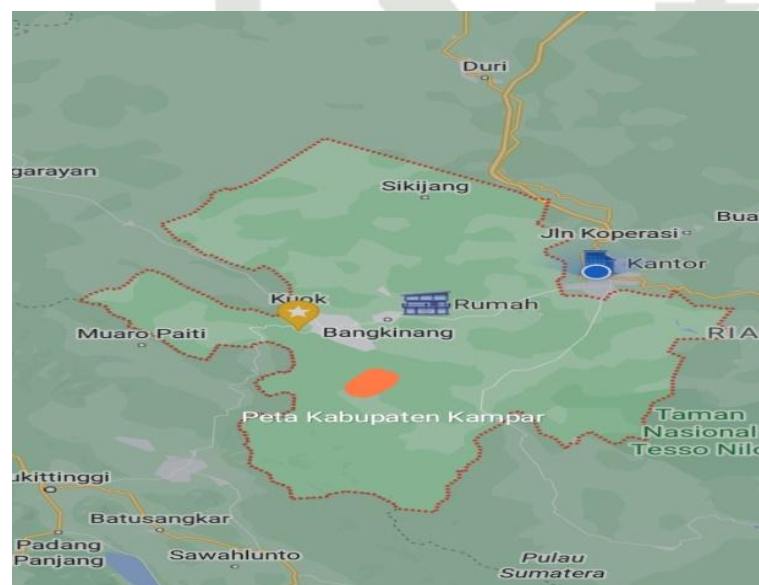 Duri
garayan
Sikijang
Bua
Jln Koperasi
Kantor
Kuok
Rumah
Muaro Paiti
Bangkinang
RIA
Peta Kabupaten Kampar
Taman
Nasional
Tesso Nilo
ukittinggi
Batusangkar
Padang
Panjang
Sawahlunto
Pulau
Sumatera